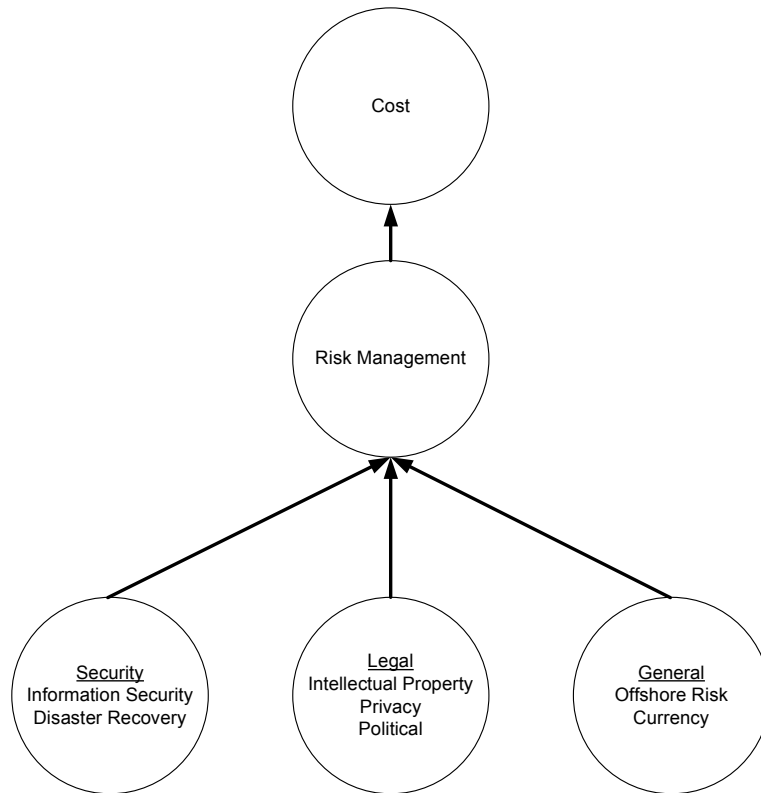 Cost
Risk Management
Security
Information Security
Disaster Recovery
Legal
Intellectual Property
Privacy
Political
General
Offshore Risk
Currency